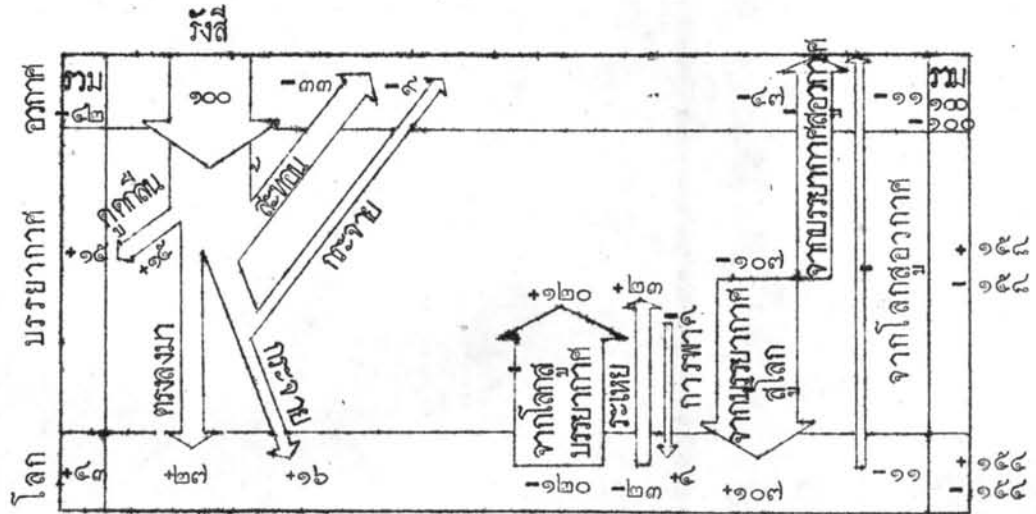 รังสี
อวกาศ
รวม
-๔๒
๑๐๐
-๓๓
-๙
-๔๗
-๑๑
รวม
๑๐๐
-๑๐๐
บรรยากาศ
+๑๕
ดูดกลืน
+๑๕
สะท้อน
กระจาย
ตรงลงมา
กระจาย
+๑๒๐
จากโลกสู่
บรรยากาศ
+๒๓
ระเหย
-๔
การพาๆ
-๑๐๗
จากบรรยากาศ
สู่โลก
จากบรรยากาศสู่อวกาศ
จากโลกสู่อวกาศ
+๑๕๘
-๑๕๘
โลก
+๔๓
+๒๗
+๑๖
-๑๒๐
-๒๓
+๔
+๑๐๗
-๑๑
+๑๕๔
-๑๕๔